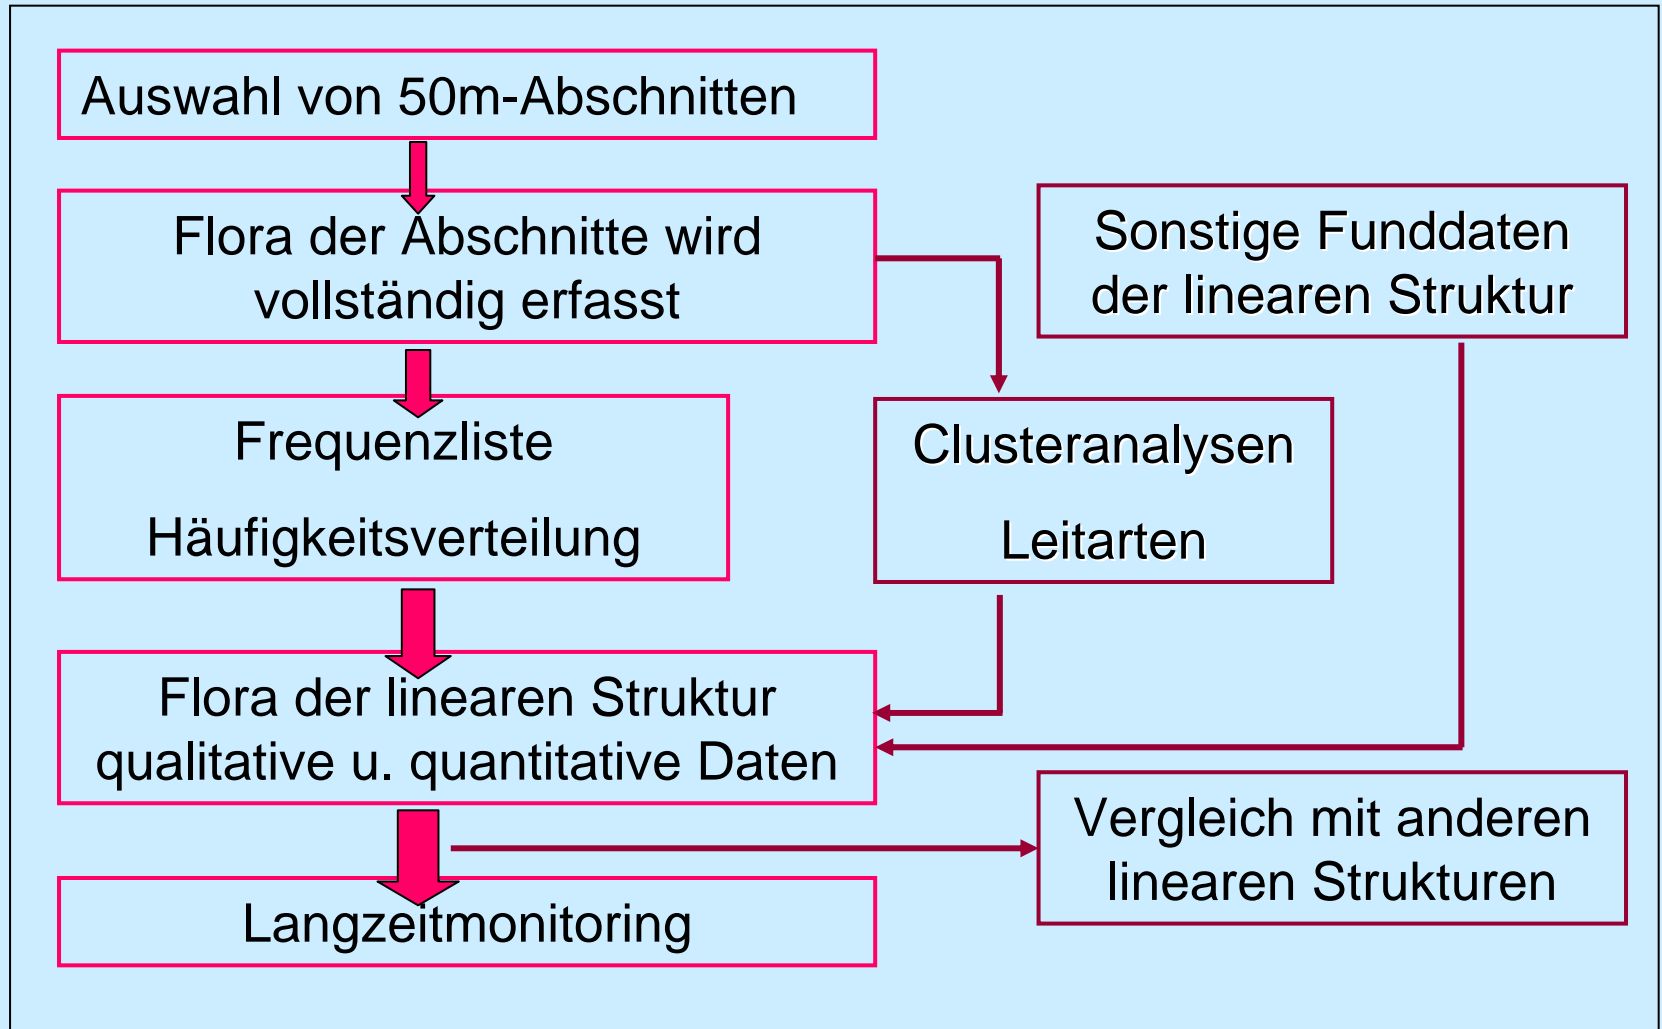 Auswahl von 50m-Abschnitten
Flora der Abschnitte wird
vollständig erfasst
Sonstige Funddaten
der linearen Struktur
Frequenzliste
Häufigkeitsverteilung
Clusteranalysen
Leitarten
Flora der linearen Struktur
qualitative u. quantitative Daten
Vergleich mit anderen
linearen Strukturen
Langzeitmonitoring